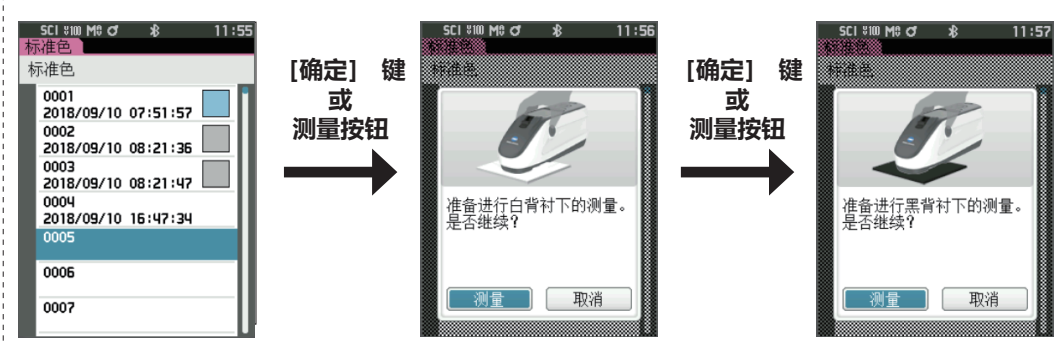 SCI M0 11:55
标准色
标准色
0001
2018/09/10 07:51:57
0002
2018/09/10 08:21:36
0003
2018/09/10 08:21:47
0004
2018/09/10 16:47:34
0005
0006
0007
[确定] 键
或
测量按钮
SCI 11:56
标准色
标准色
准备进行白背衬下的测量。
是否继续?
测量 取消
[确定] 键
或
测量按钮
SCI 11:57
标准色
标准色
准备进行黑背衬下的测量。
是否继续?
测量 取消